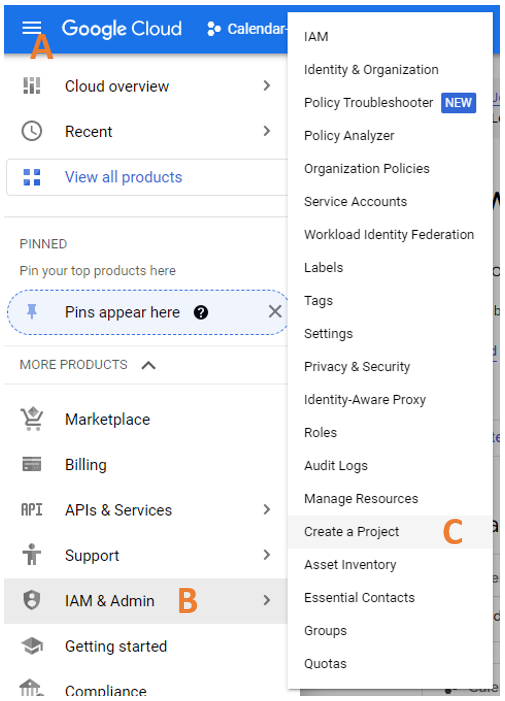 A
Google Cloud
Calendar-
Cloud overview
Recent
View all products
PINNED
Pin your top products here
Pins appear here ?
MORE PRODUCTS
Marketplace
Billing
API APIs & Services
Support
IAM & Admin B
Getting started
Compliance
IAM
Identity & Organization
Policy Troubleshooter NEW
Policy Analyzer
Organization Policies
Service Accounts
Workload Identity Federation
Labels
Tags
Settings
Privacy & Security
Identity-Aware Proxy
Roles
Audit Logs
Manage Resources
Create a Project C
Asset Inventory
Essential Contacts
Groups
Quotas